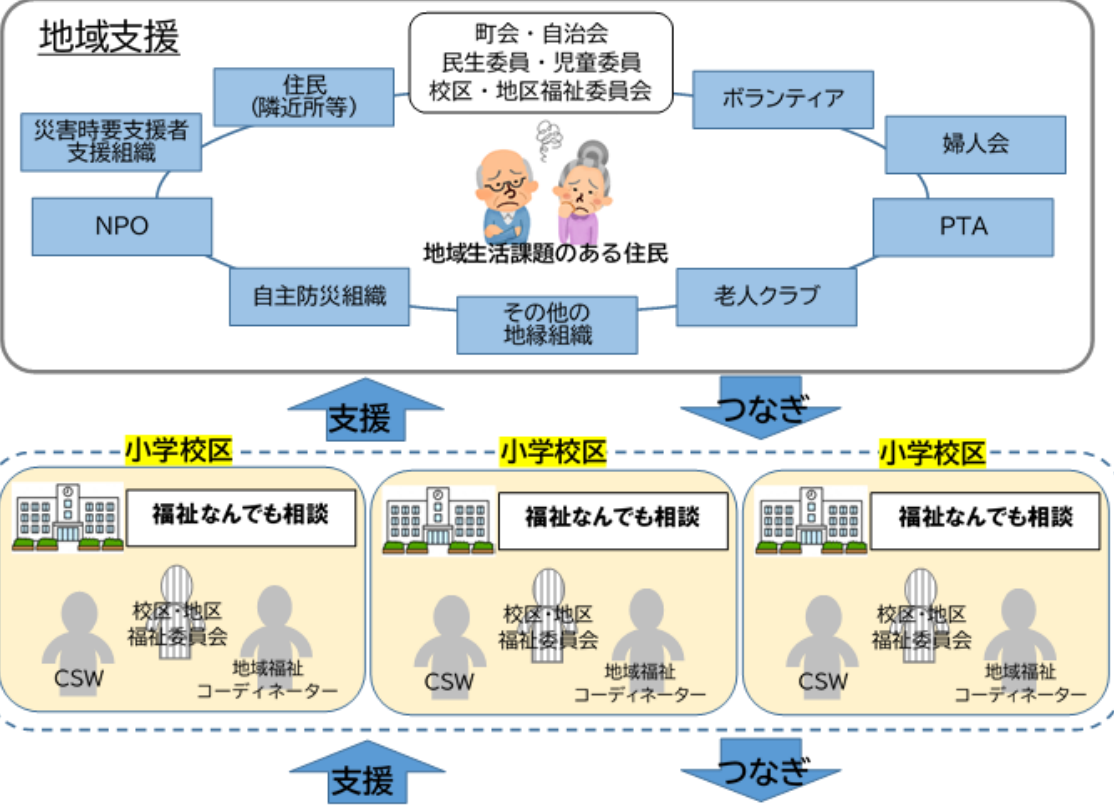 地域支援
町会・自治会
民生委員・児童委員
校区・地区福祉委員会
住民
（隣近所等）
ボランティア
災害時要支援者
支援組織
婦人会
NPO
PTA
地域生活課題のある住民
自主防災組織
老人クラブ
その他の
地縁組織
支援
つなぎ
小学校区
小学校区
小学校区
福祉なんでも相談
福祉なんでも相談
福祉なんでも相談
校区・地区
福祉委員会
CSW
地域福祉
コーディネーター
校区・地区
福祉委員会
CSW
地域福祉
コーディネーター
校区・地区
福祉委員会
CSW
地域福祉
コーディネーター
支援
つなぎ